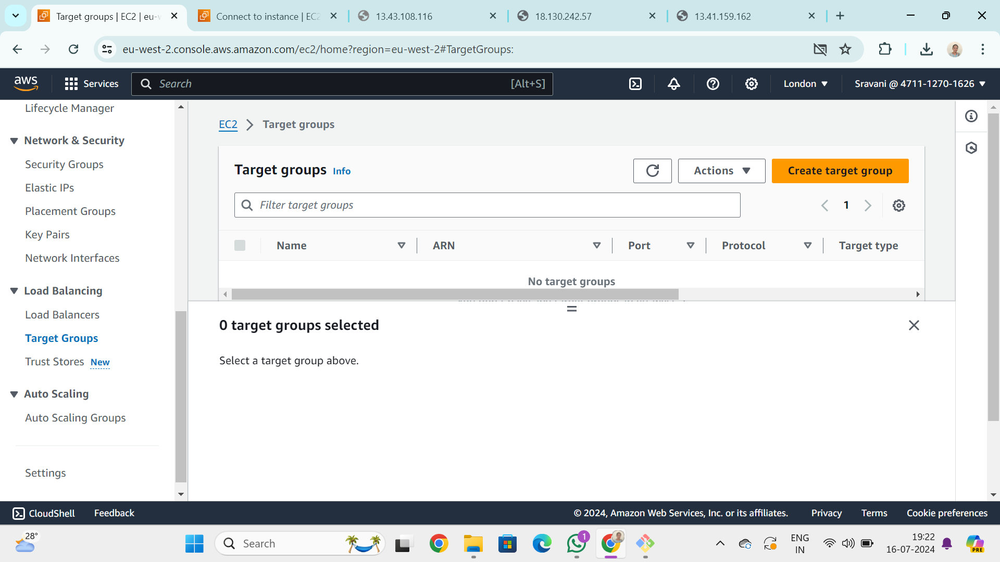 Target groups | EC2 | eu-w
Connect to instance | EC2
13.43.108.116
18.130.242.57
13.41.159.162
eu-west-2.console.aws.amazon.com/ec2/home?region=eu-west-2#TargetGroups:
aws
Services
Search
[Alt+S]
London
Sravani @ 4711-1270-1626
Lifecycle Manager
Network & Security
Security Groups
Elastic IPs
Placement Groups
Key Pairs
Network Interfaces
Load Balancing
Load Balancers
Target Groups
Trust Stores New
Auto Scaling
Auto Scaling Groups
Settings
EC2 > Target groups
Target groups Info
Actions
Create target group
Filter target groups
1
Name
ARN
Port
Protocol
Target type
No target groups
0 target groups selected
Select a target group above.
CloudShell
Feedback
© 2024, Amazon Web Services, Inc. or its affiliates.
Privacy
Terms
Cookie preferences
28°
Search
1
ENG
IN
19:22
16-07-2024
PRE